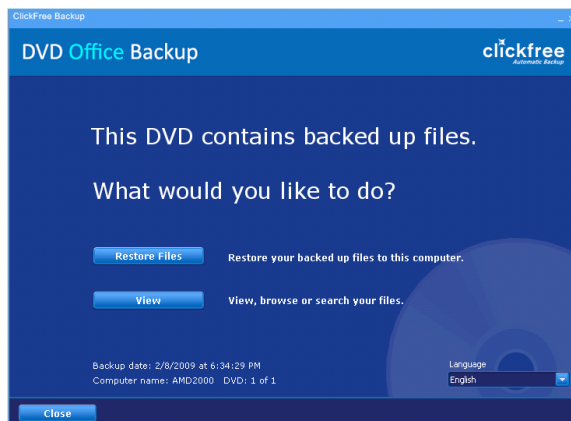 ClickFree Backup
DVD Office Backup
clickfree
Automatic Backup
This DVD contains backed up files.
What would you like to do?
Restore Files
Restore your backed up files to this computer.
View
View, browse or search your files.
Backup date: 2/8/2009 at 6:34:29 PM
Computer name: AMD2000 DVD: 1 of 1
Language
English
Close